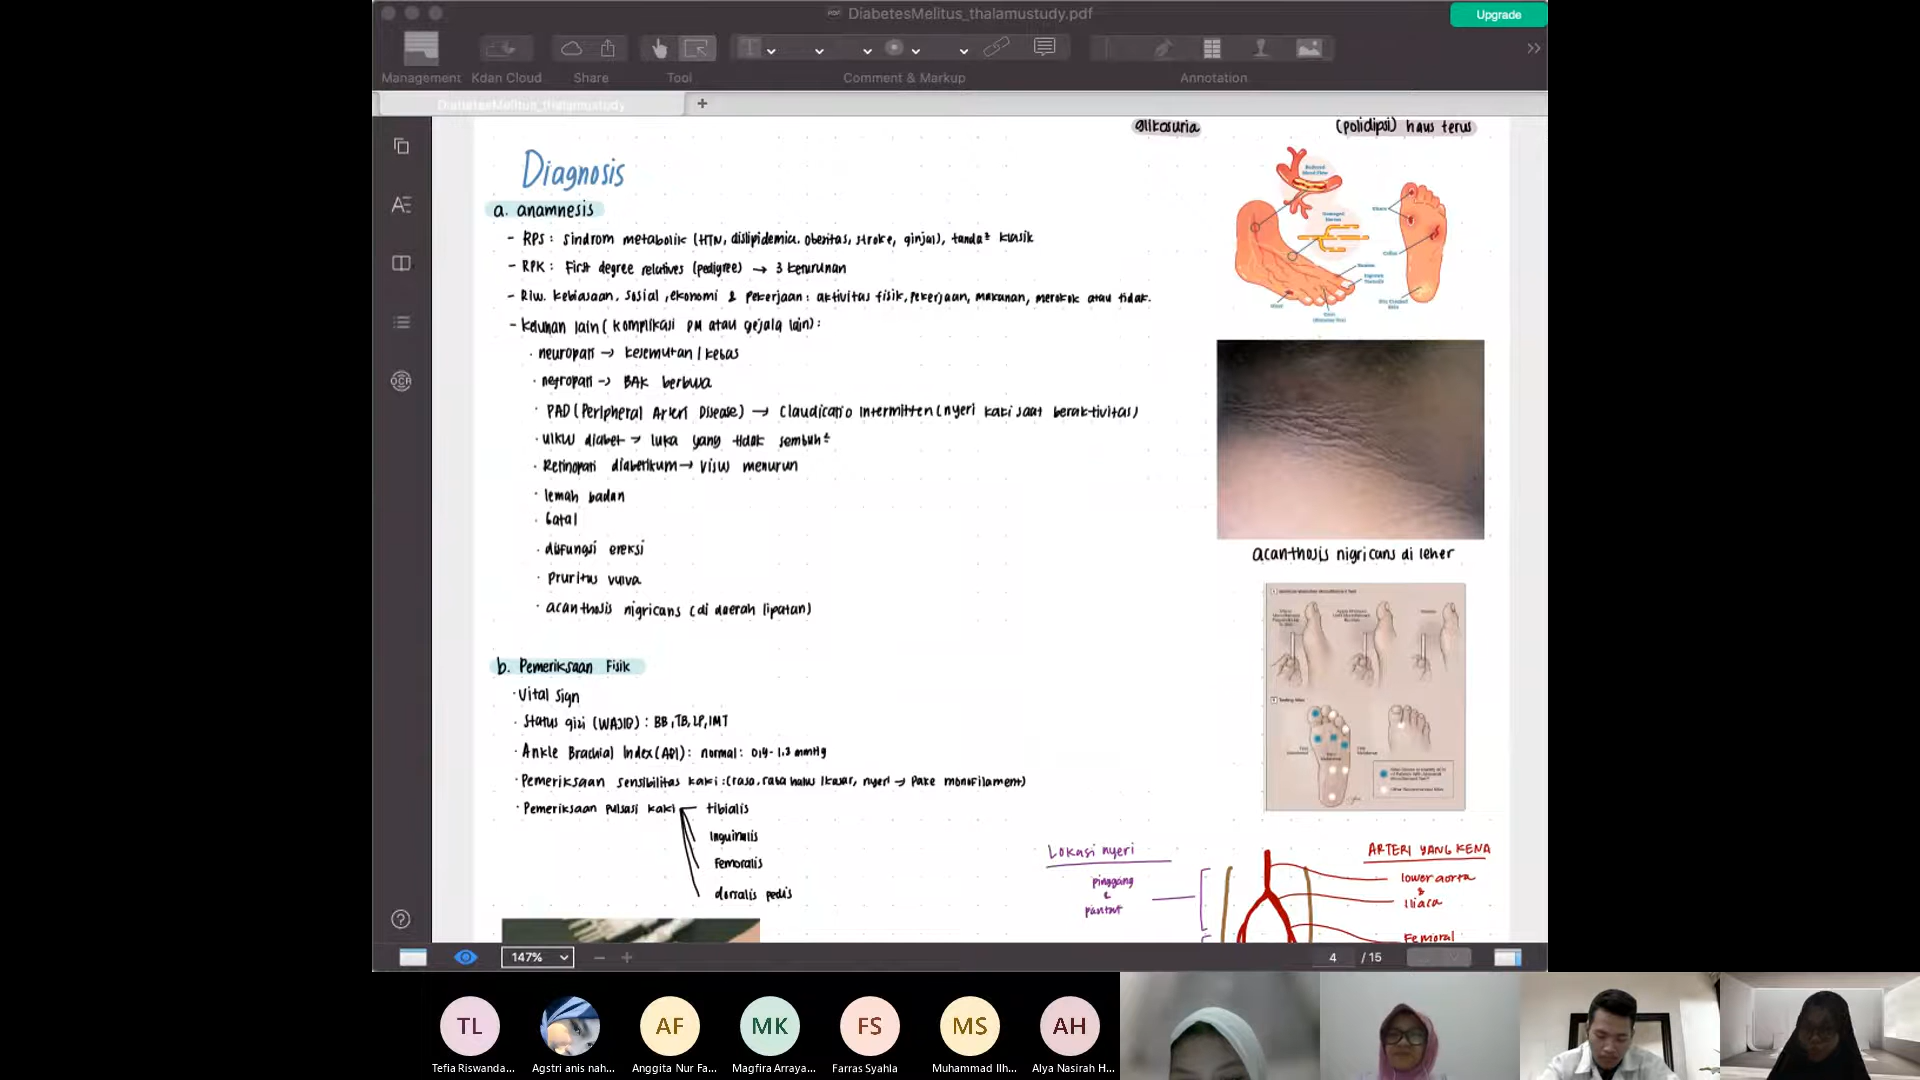 DiabetesMelitus_thalamustudy.pdf
Upgrade
Management
Kdan Cloud
Share
Tool
Comment & Markup
Annotation
DiabetesMelitus_thalamustudy
glikosuria
(polidipsi) haus terus
Diagnosis
a. anamnesis
- RPS : sindrom metabolik (HTN, dislipidemia, obesitas, stroke, ginjal), tanda² klasik
- RPK : First degree relatives (pedigree) → 3 keturunan
- Riw. kebiasaan, sosial, ekonomi & pekerjaan : aktivitas fisik, pekerjaan, makanan, merokok atau tidak.
- keluhan lain ( komplikasi DM atau gejala lain) :
· neuropati → kesemutan / kebas
· nefropati → BAK berbusa
· PAD (Peripheral Arteri Disease) → Claudicatio Intermitten (nyeri kaki saat beraktivitas)
· ulkus diabet → luka yang tidak sembuh²
· Retinopati diabetikum → visus menurun
· lemah badan
· Gatal
· disfungsi ereksi
· Pruritus vulva
· acanthosis nigricans (di daerah lipatan)
acanthosis nigricans di leher
b. Pemeriksaan Fisik
· Vital sign
· Status gizi (WAJIB) : BB, TB, LP, IMT
· Ankle Brachial Index (ABI) : normal : 0,9 - 1.3 mmHg
· Pemeriksaan sensibilitas kaki : (rasa, raba halus / kasar, nyeri → Pake monofilament)
· Pemeriksaan pulsasi kaki
tibialis
Inguinalis
Femoralis
dorsalis pedis
Lokasi nyeri
pinggang
&
pantat
ARTERI YANG KENA
lower aorta
&
Iliaca
Femoral
OCR
147%
4 / 15
TL
AF
MK
FS
MS
AH
Tefia Riswanda...
Agstri anis nah...
Anggita Nur Fa...
Magfira Arraya...
Farras Syahla
Muhammad Ilh...
Alya Nasirah H...